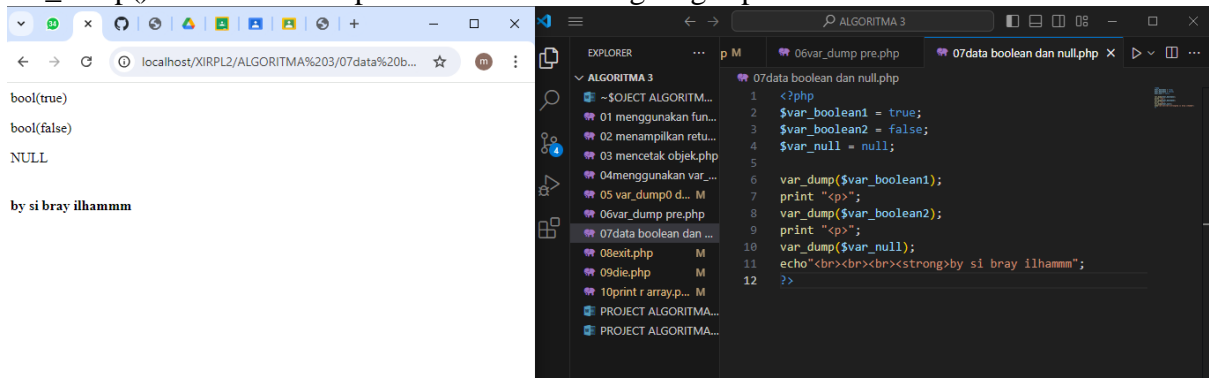 localhost/XIRPL2/ALGORITMA%203/07data%20b...
m
bool(true)
bool(false)
NULL
by si bray ilhammm
ALGORITMA 3
EXPLORER
p M
06var_dump pre.php
07data boolean dan null.php
ALGORITMA 3
~$OJECT ALGORITM...
01 menggunakan fun...
02 menampilkan retu...
03 mencetak objek.php
04menggunakan var_...
05 var_dump0 d... M
06var_dump pre.php
07data boolean dan ...
08exit.php M
09die.php M
10print r array.p... M
PROJECT ALGORITMA...
PROJECT ALGORITMA...
4
07data boolean dan null.php
1 <?php
2 $var_boolean1 = true;
3 $var_boolean2 = false;
4 $var_null = null;
5
6 var_dump($var_boolean1);
7 print "<p>";
8 var_dump($var_boolean2);
9 print "<p>";
10 var_dump($var_null);
11 echo"<br><br><br><strong>by si bray ilhammm";
12 ?>